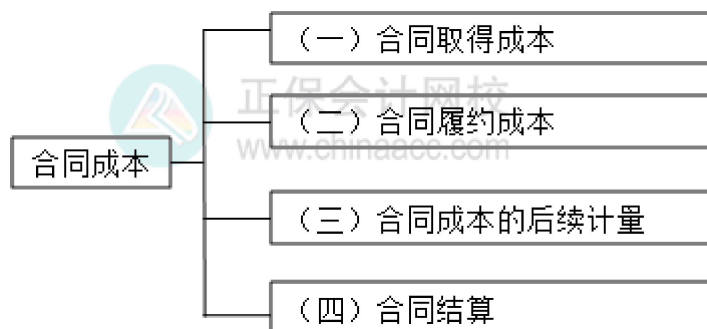 （一）合同取得成本
正保会计网校
（二）合同履约成本
www.chinaacc.com
合同成本
（三）合同成本的后续计量
（四）合同结算